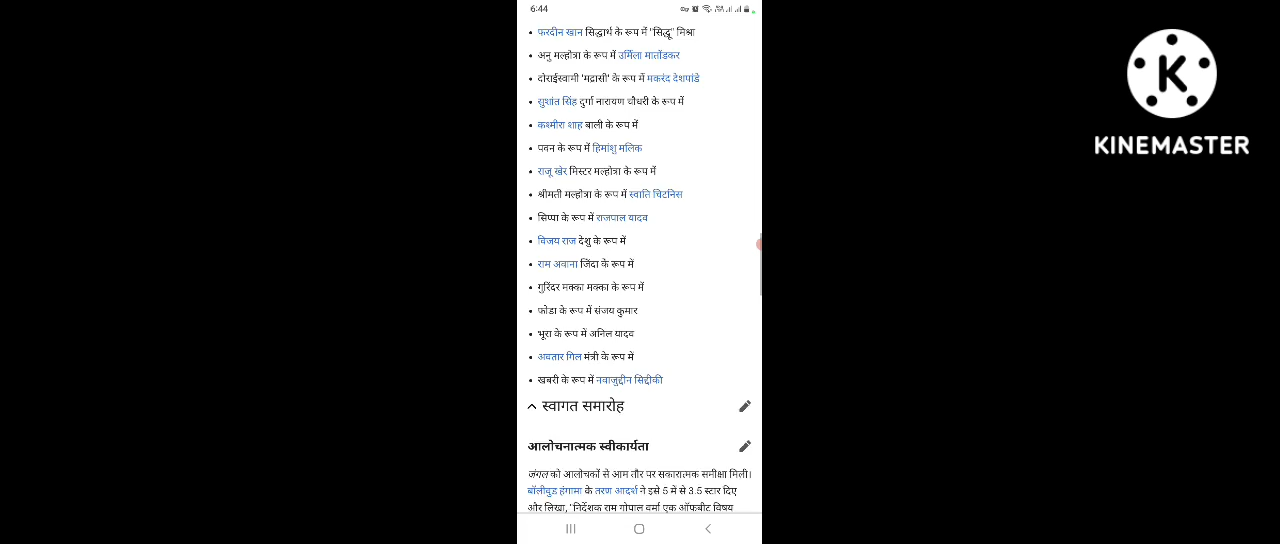 6:44
फरदीन खान सिद्धार्थ के रूप में "सिद्धू" मिश्रा
अनु मल्होत्रा के रूप में उर्मिला मातोंडकर
दोराईस्वामी 'मद्रासी' के रूप में मकरंद देशपांडे
सुशांत सिंह दुर्गा नारायण चौधरी के रूप में
कश्मीरा शाह बाली के रूप में
पवन के रूप में हिमांशु मलिक
राजू खेर मिस्टर मल्होत्रा के रूप में
श्रीमती मल्होत्रा के रूप में स्वाति चिटनिस
सिप्पा के रूप में राजपाल यादव
विजय राज देशु के रूप में
राम अवाना जिंदा के रूप में
गुरिंदर मक्का मक्का के रूप में
फोडा के रूप में संजय कुमार
भूरा के रूप में अनिल यादव
अवतार गिल मंत्री के रूप में
खबरी के रूप में नवाजुद्दीन सिद्दीकी
स्वागत समारोह
आलोचनात्मक स्वीकार्यता
जंगल को आलोचकों से आम तौर पर सकारात्मक समीक्षा मिली।
बॉलीवुड हंगामा के तरण आदर्श ने इसे 5 में से 3.5 स्टार दिए
और लिखा, "निर्देशक राम गोपाल वर्मा एक ऑफबीट विषय
K
KINEMASTER